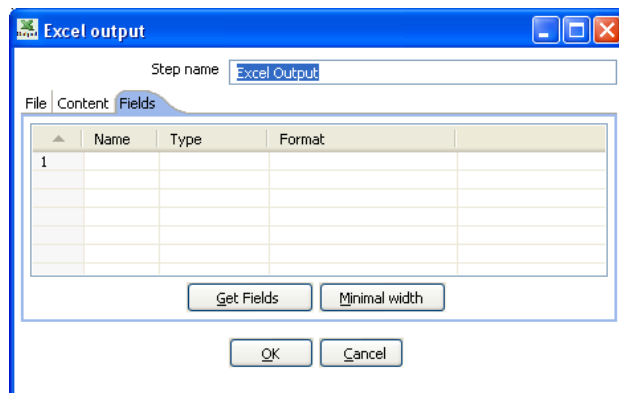 Excel output
Step name Excel Output
File Content Fields
Name Type Format
1
Get Fields Minimal width
OK Cancel